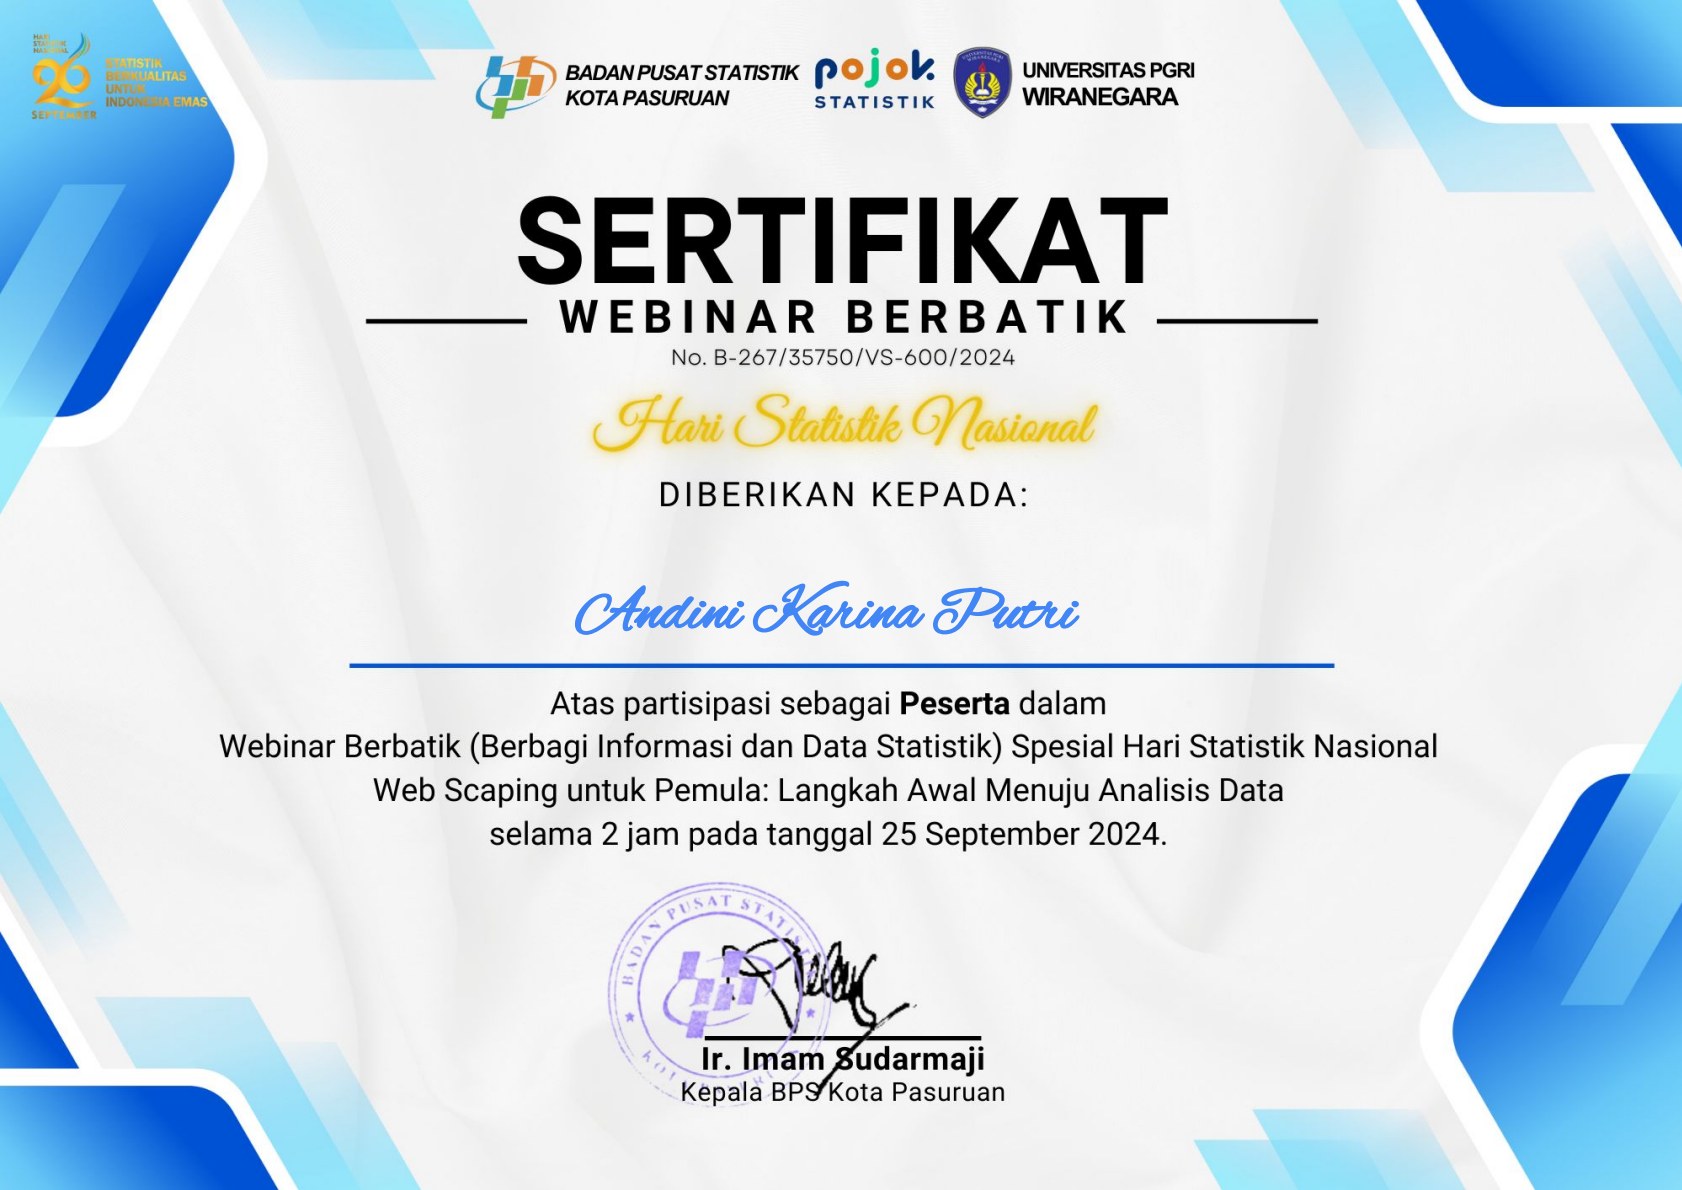 HARI
STATISTIK
NASIONAL
26
SEPTEMBER
STATISTIK
BERKUALITAS
UNTUK
INDONESIA EMAS
BADAN PUSAT STATISTIK
KOTA PASURUAN
pojok
STATISTIK
UNIVERSITAS PGRI
WIRANEGARA
SERTIFIKAT
WEBINAR BERBATIK
No. B-267/35750/VS-600/2024
Hari Statistik Nasional
DIBERIKAN KEPADA:
Andini Karina Putri
Atas partisipasi sebagai Peserta dalam
Webinar Berbatik (Berbagi Informasi dan Data Statistik) Spesial Hari Statistik Nasional
Web Scaping untuk Pemula: Langkah Awal Menuju Analisis Data
selama 2 jam pada tanggal 25 September 2024.
BADAN PUSAT STATISTIK
Ir. Imam Sudarmaji
Kepala BPS Kota Pasuruan